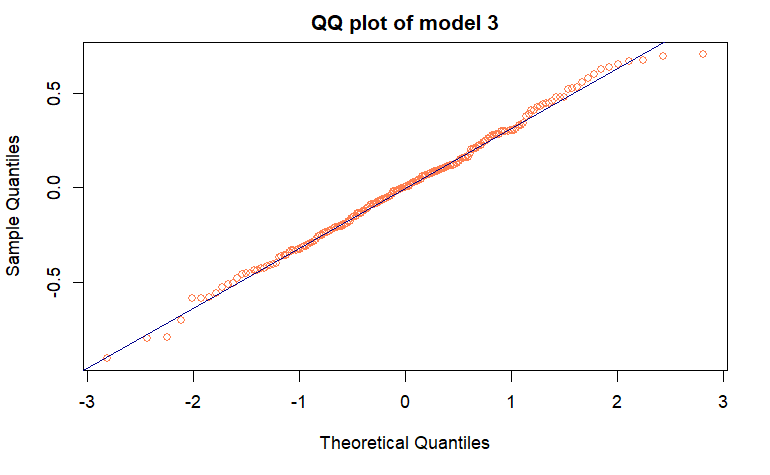 QQ plot of model 3
Sample Quantiles
0.5
0.0
-0.5
-3 -2 -1 0 1 2 3
Theoretical Quantiles